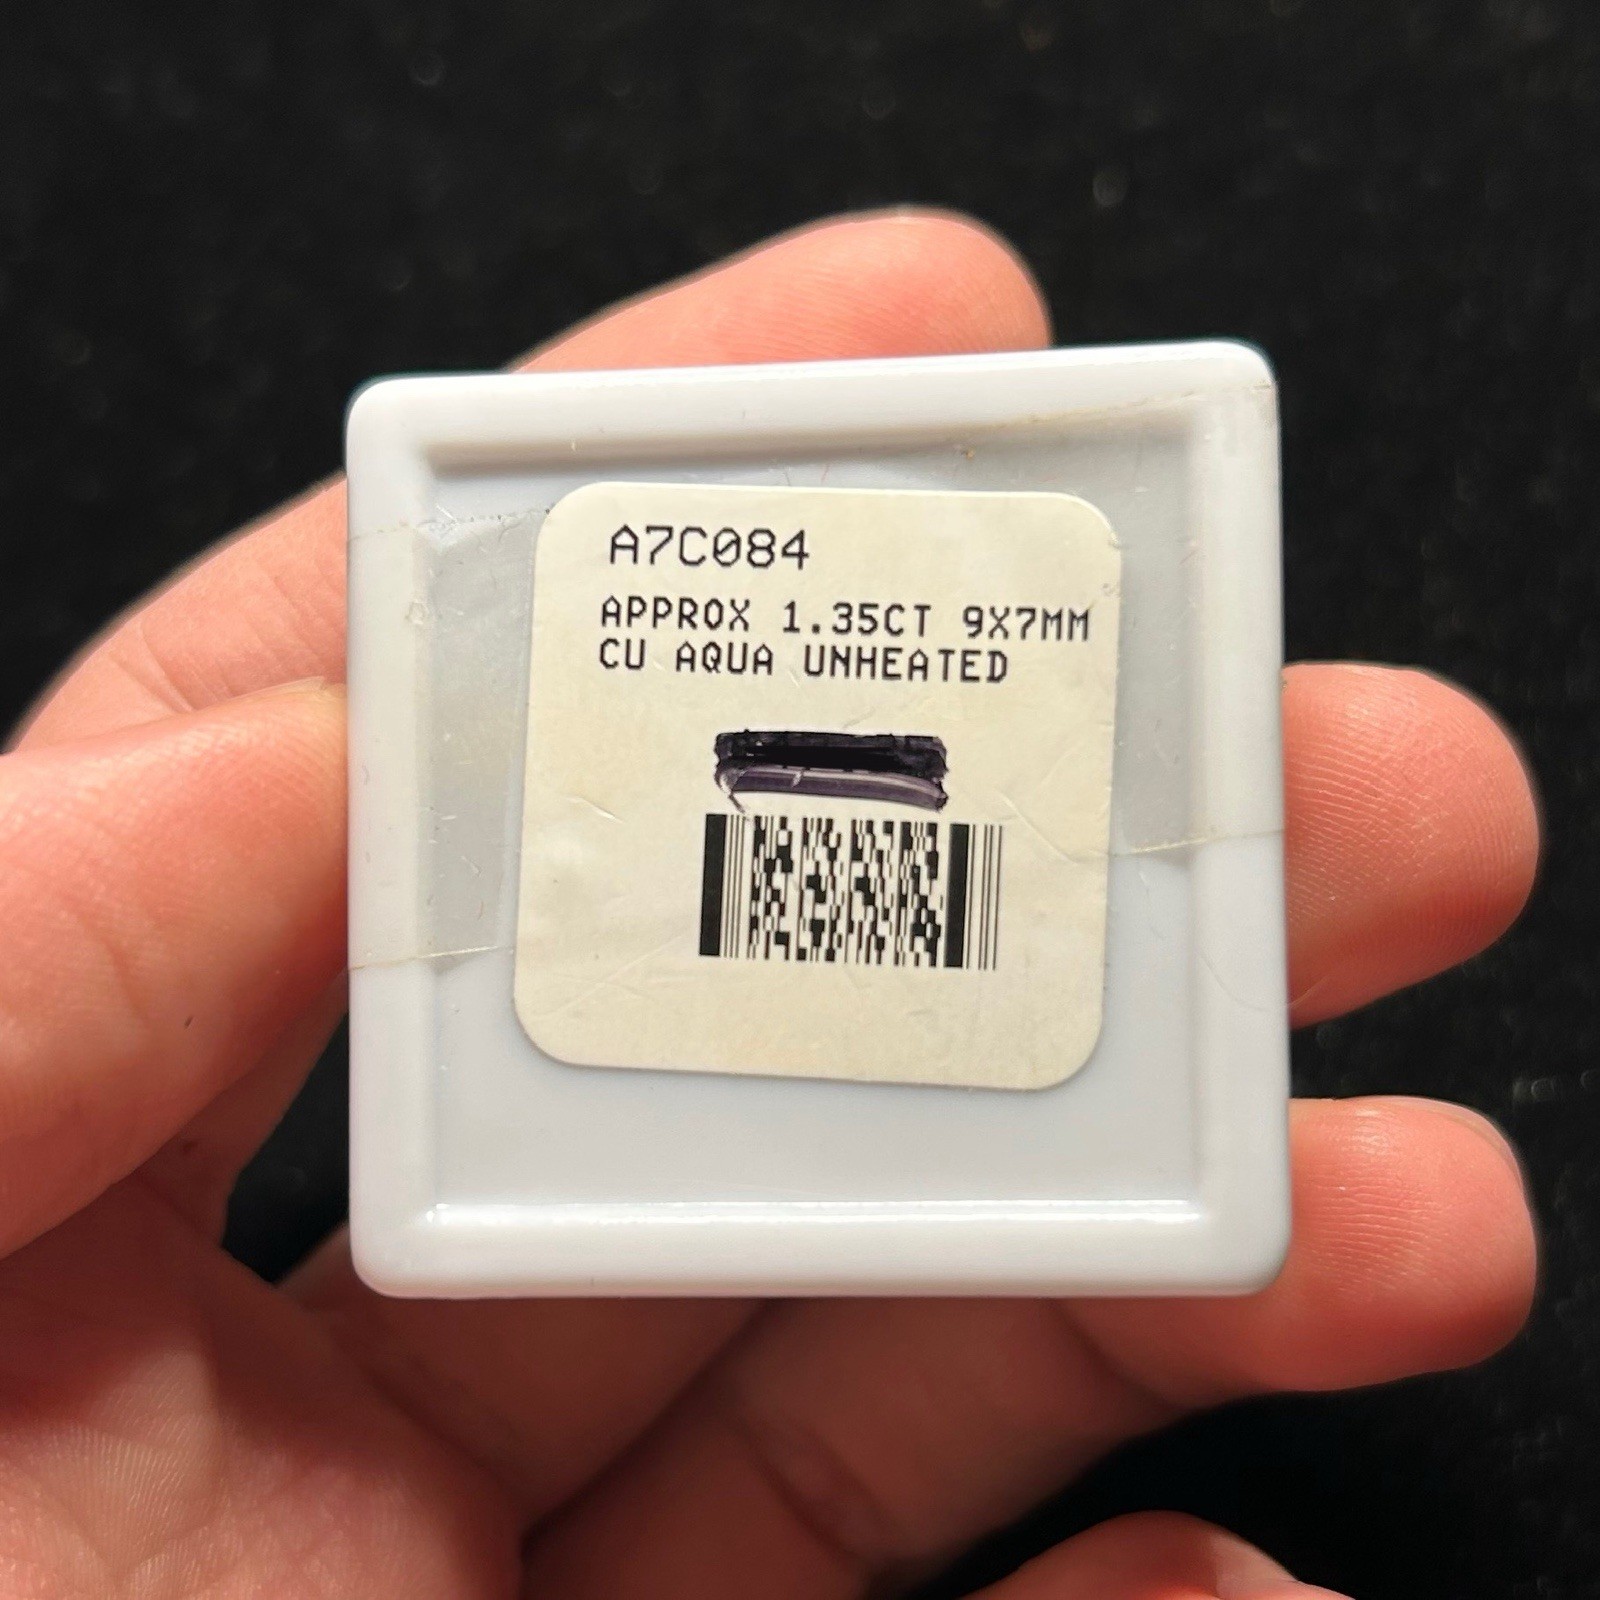 A7C084
APPROX 1.35CT 9X7MM
CU AQUA UNHEATED